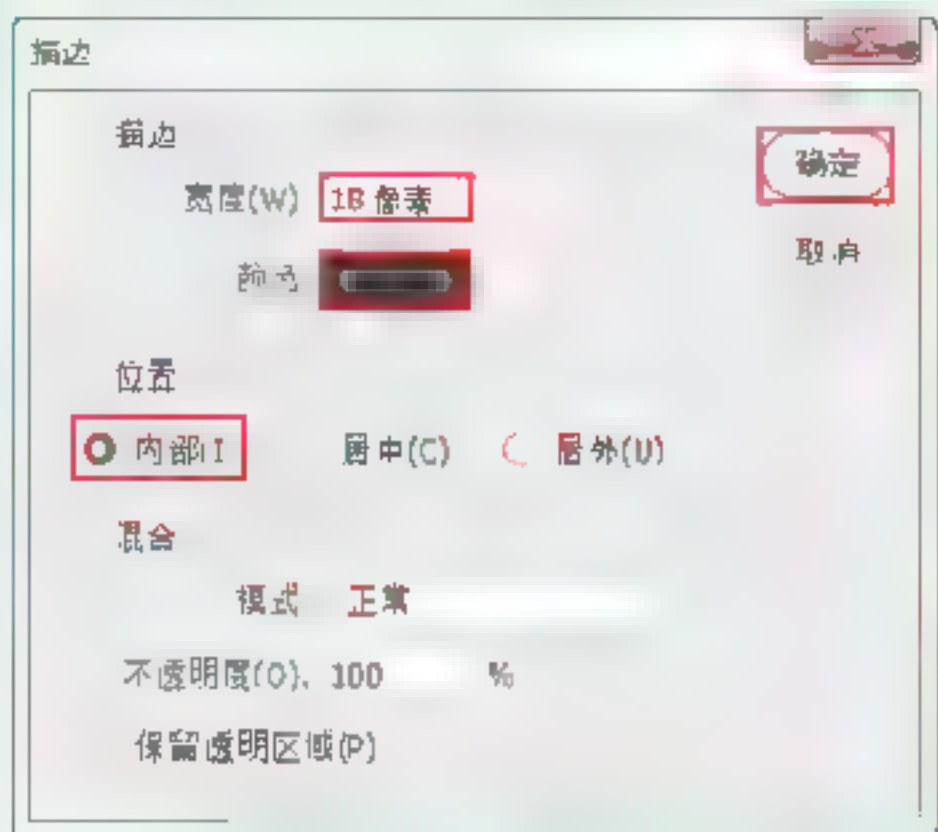 描边
描边
确定
宽度(W) 18 像素
取消
颜色
位置
内部 I 居中(C) 居外(U)
混合
模式 正常
不透明度(O): 100 %
保留透明区域(P)